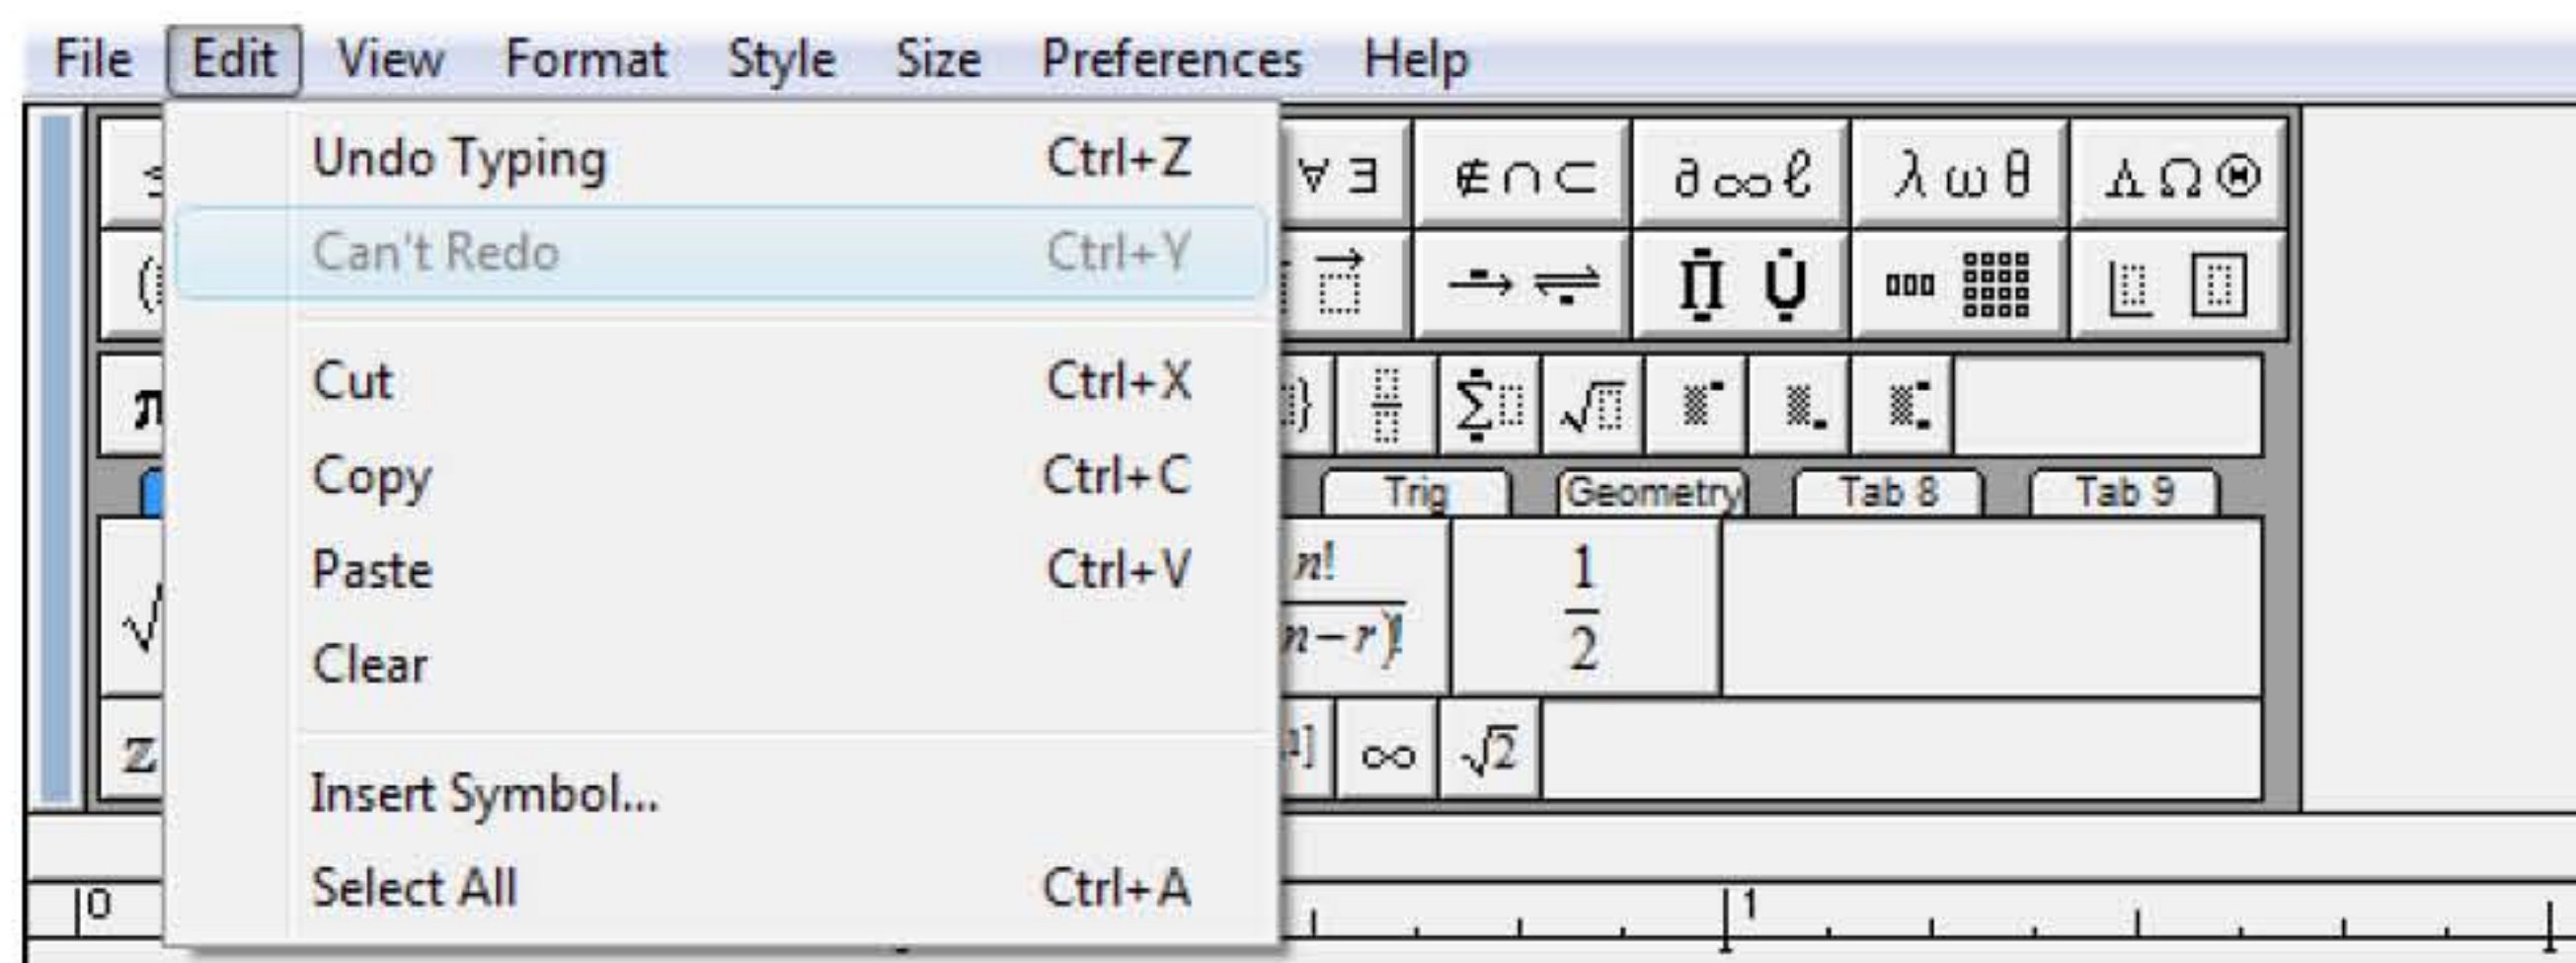 File Edit View Format Style Size Preferences Help
Undo Typing Ctrl+Z
Can't Redo Ctrl+Y
Cut Ctrl+X
Copy Ctrl+C
Paste Ctrl+V
Clear
Insert Symbol...
Select All Ctrl+A
∀ ∃ ∉ ∩ ⊂ ∂ ∞ ℓ λ ω θ Λ Ω Θ
Trig Geometry Tab 8 Tab 9
n!
n−r)!
1
2
∞ √2
0 1